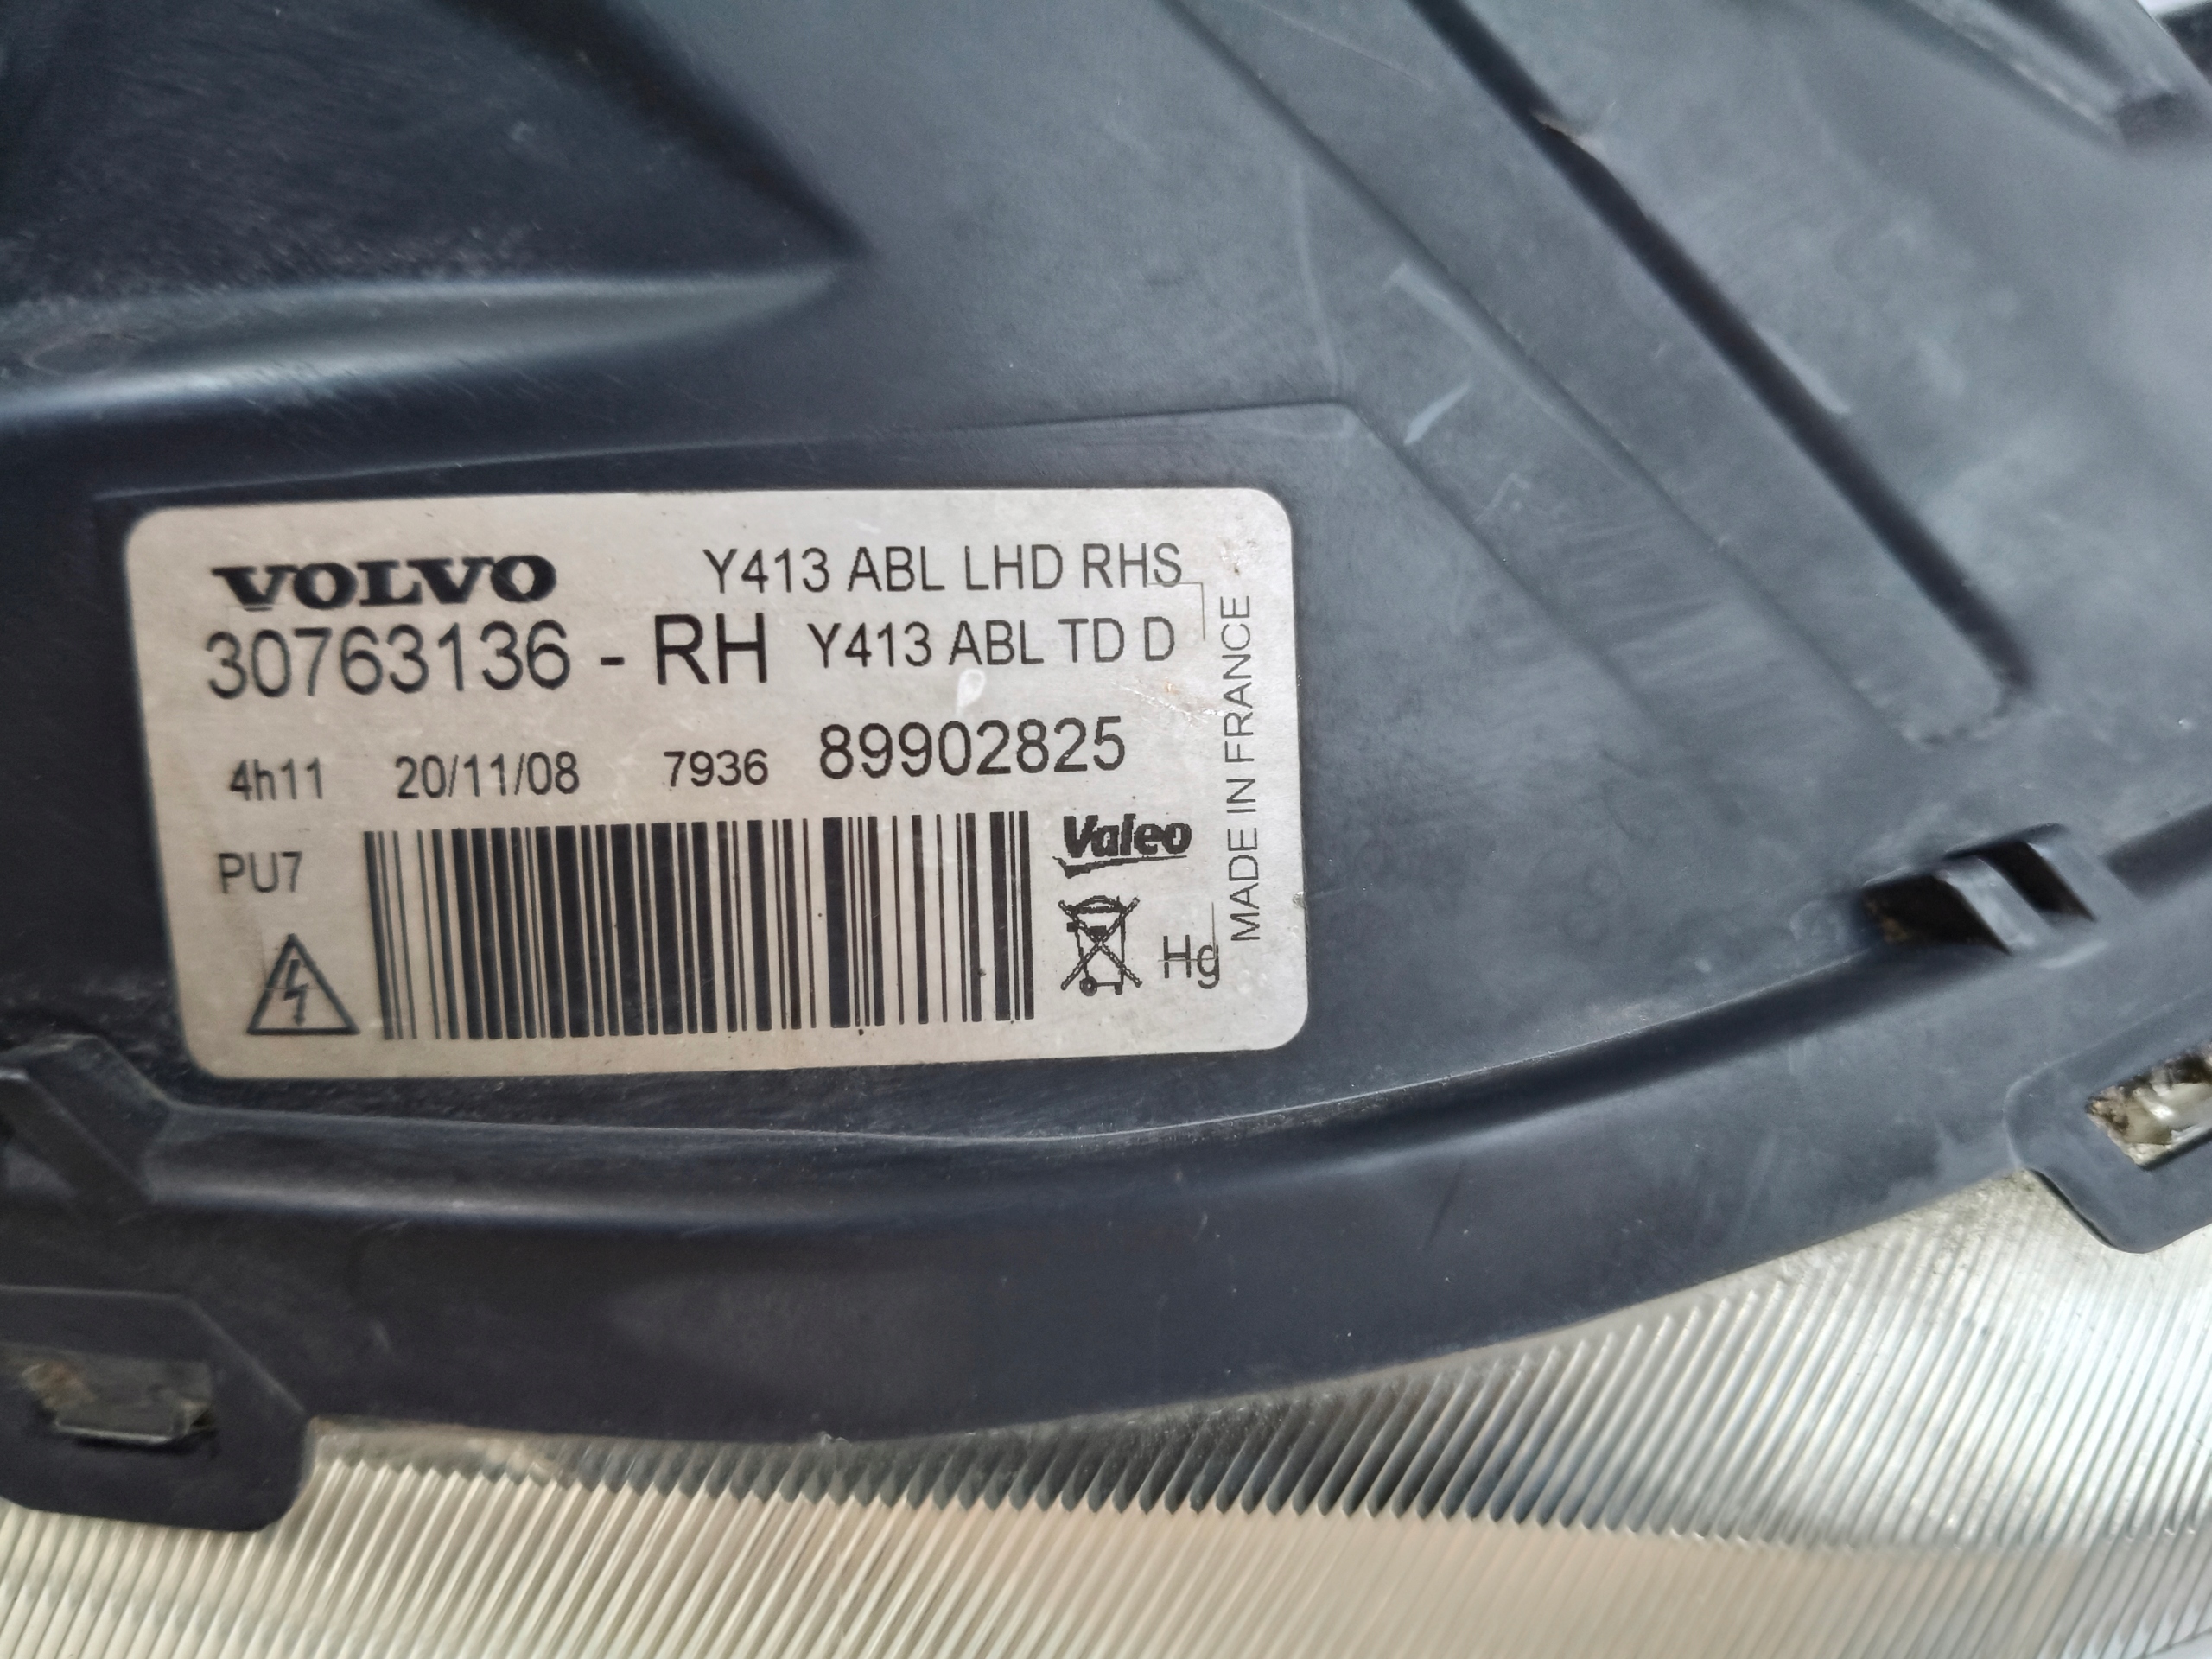 VOLVO
Y413 ABL LHD RHS
30763136 - RH
Y413 ABL TD D
4h11 20/11/08 7936 89902825
PU7
Valeo
Hg
MADE IN FRANCE